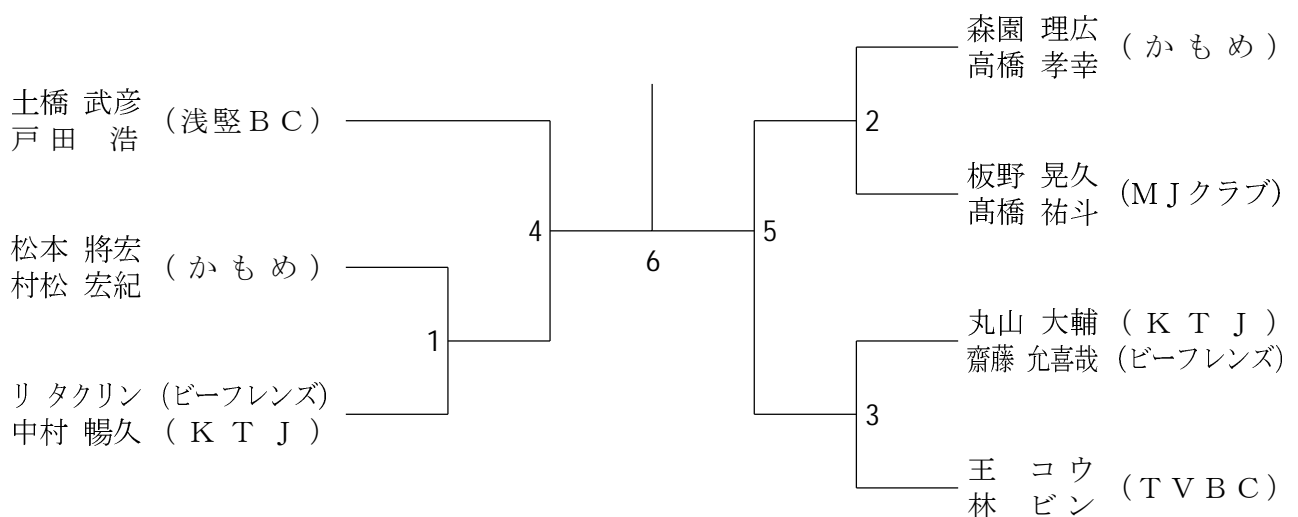 土橋 武彦
戸田 浩 (浅堅BC)
松本 將宏
村松 宏紀 (かもめ)
リ タクリン (ビーフレンズ)
中村 暢久 (KTJ)
1
4
6
森園 理広
高橋 孝幸 (かもめ)
2
板野 晃久
髙橋 祐斗 (MJクラブ)
5
丸山 大輔 (KTJ)
齋藤 允喜哉 (ビーフレンズ)
3
王 コウ
林 ビン (TVBC)